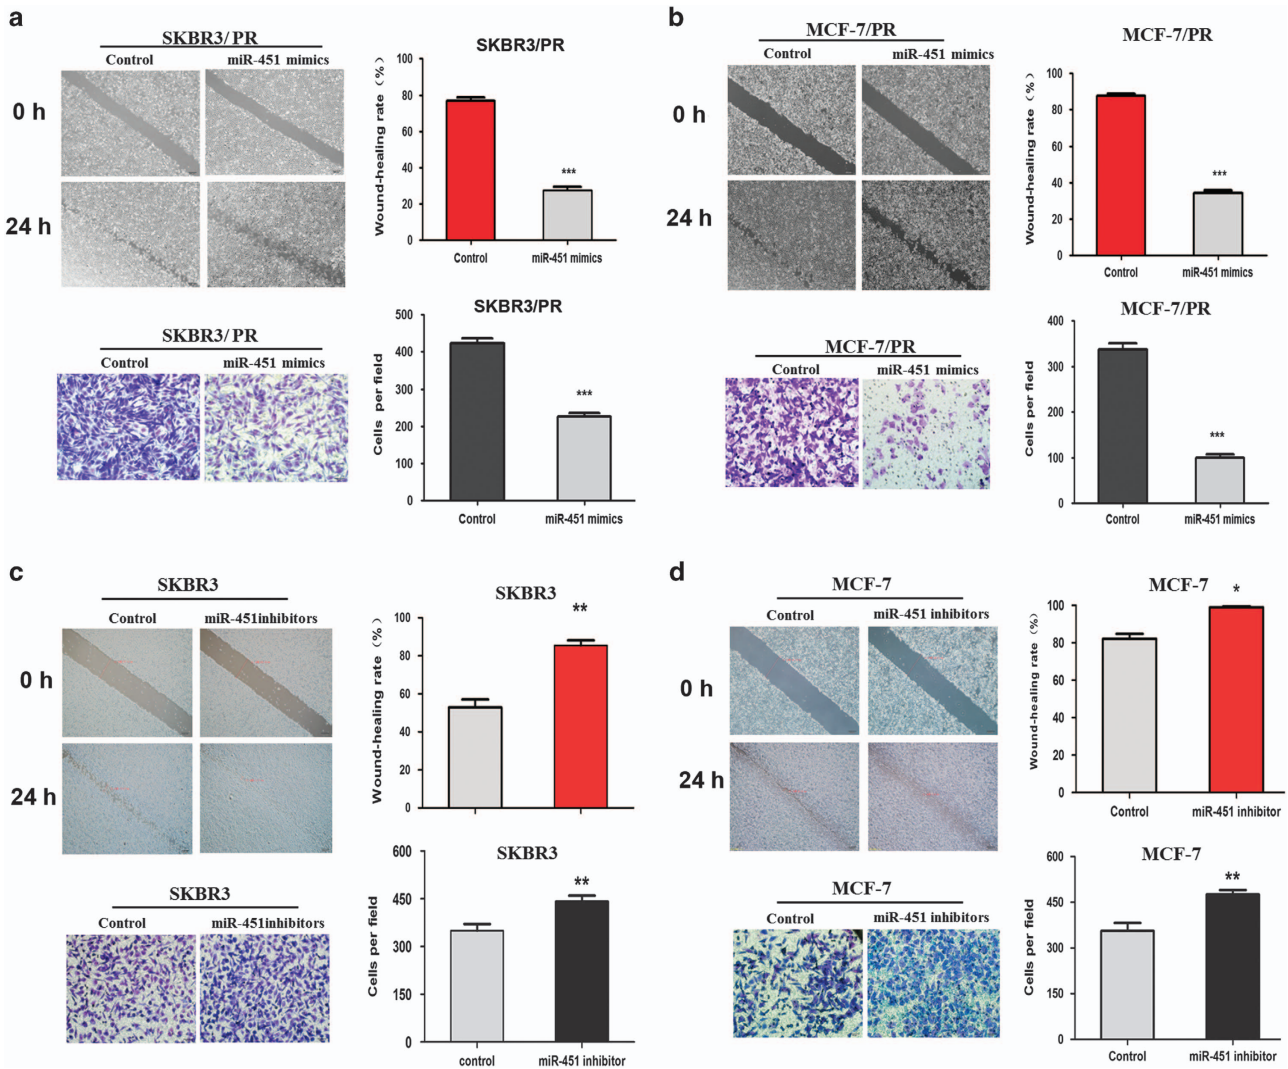 a
SKBR3/PR
Control miR-451 mimics
0 h
24 h
SKBR3/PR
Wound-healing rate (%)
100
80
60
40
20
0
***
Control miR-451 mimics
SKBR3/PR
Control miR-451 mimics
SKBR3/PR
Cells per field
500
400
300
200
100
0
***
Control miR-451 mimics
b
MCF-7/PR
Control miR-451 mimics
0 h
24 h
MCF-7/PR
Wound-healing rate (%)
100
80
60
40
20
0
***
Control miR-451 mimics
MCF-7/PR
Control miR-451 mimics
MCF-7/PR
Cells per field
400
300
200
100
0
***
Control miR-451 mimics
c
SKBR3
Control miR-451inhibitors
0 h
24 h
SKBR3
Wound-healing rate (%)
100
80
60
40
20
0
**
SKBR3
Control miR-451inhibitors
SKBR3
Cells per field
600
450
300
150
0
**
control miR-451 inhibitor
d
MCF-7
Control miR-451 inhibitors
0 h
24 h
MCF-7
Wound-healing rate (%)
100
80
60
40
20
0
*
Control miR-451 inhibitor
MCF-7
Control miR-451 inhibitors
MCF-7
Cells per field
600
450
300
150
0
**
Control miR-451 inhibitor